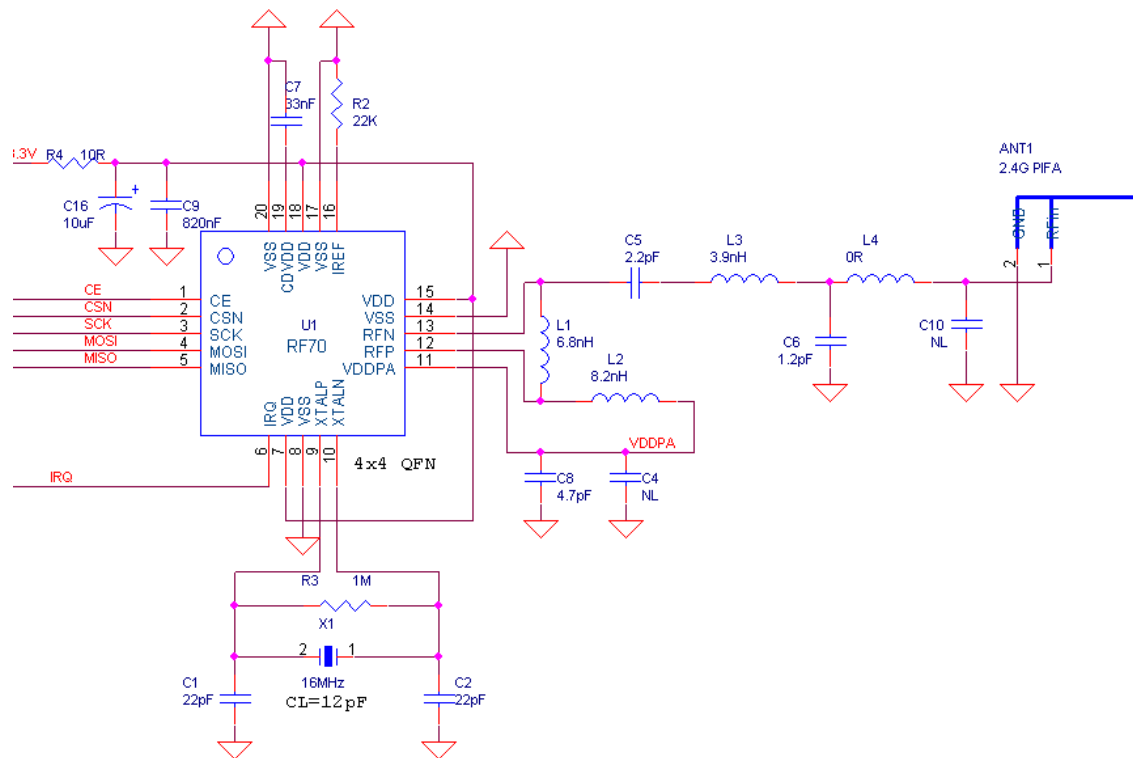 C7
33nF
R2
22K
3.3V
R4
10R
C16
10uF
+
C9
820nF
20
19
18
17
16
VSS
CDVDD
VDD
VSS
IREF
ANT1
2.4G PIFA
GND
RFin
2
1
CE
CSN
SCK
MOSI
MISO
1
2
3
4
5
CE
CSN
SCK
MOSI
MISO
U1
RF70
VDD
VSS
RFN
RFP
VDDPA
15
14
13
12
11
C5
2.2pF
L3
3.9nH
L4
0R
L1
6.8nH
L2
8.2nH
C6
1.2pF
C10
NL
VDDPA
IRQ
VDD
VSS
XTALP
XTALN
6
7
8
9
10
4x4 QFN
C8
4.7pF
C4
NL
IRQ
R3
1M
X1
2
1
16MHz
CL=12pF
C1
22pF
C2
22pF